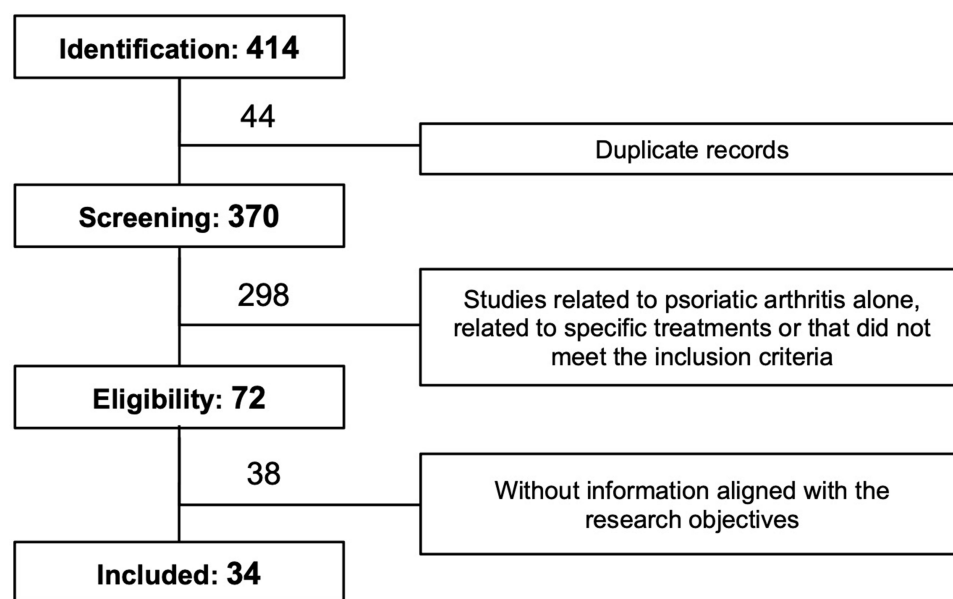 Identification: 414
44
Duplicate records
Screening: 370
298
Studies related to psoriatic arthritis alone,
related to specific treatments or that did not
meet the inclusion criteria
Eligibility: 72
38
Without information aligned with the
research objectives
Included: 34